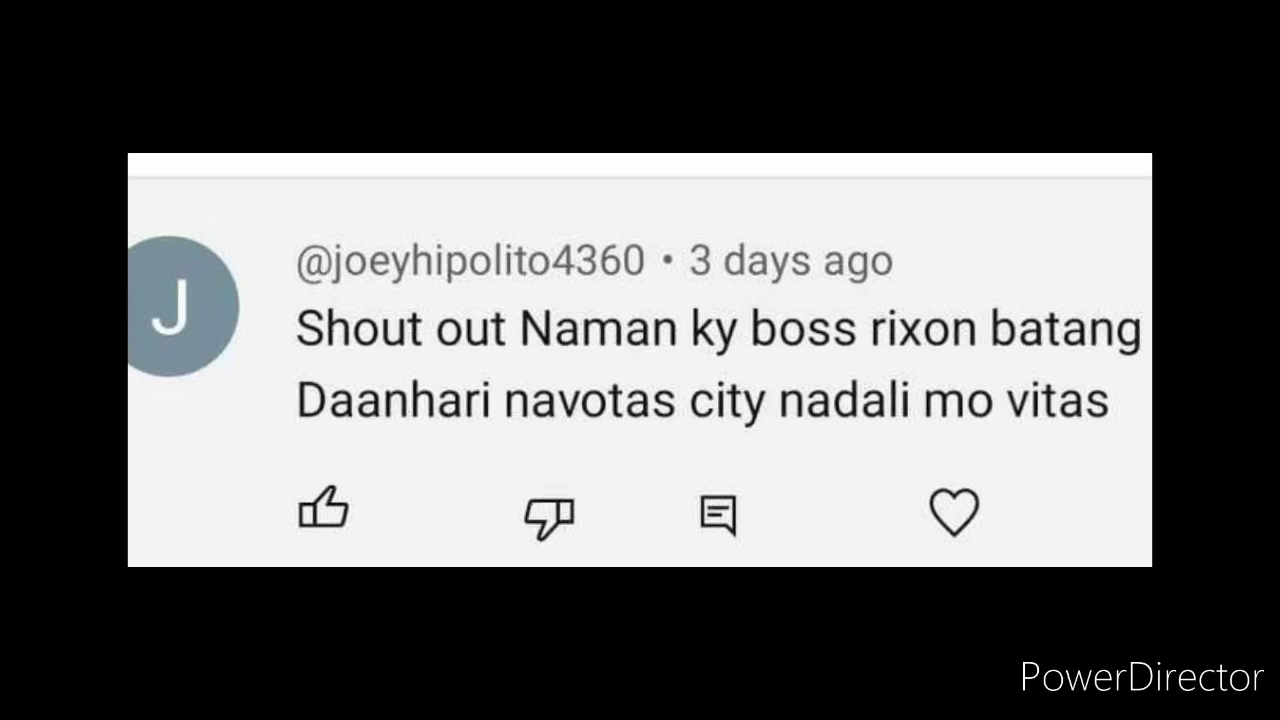 J
@joeyhipolito4360 • 3 days ago
Shout out Naman ky boss rixon batang
Daanhari navotas city nadali mo vitas
PowerDirector